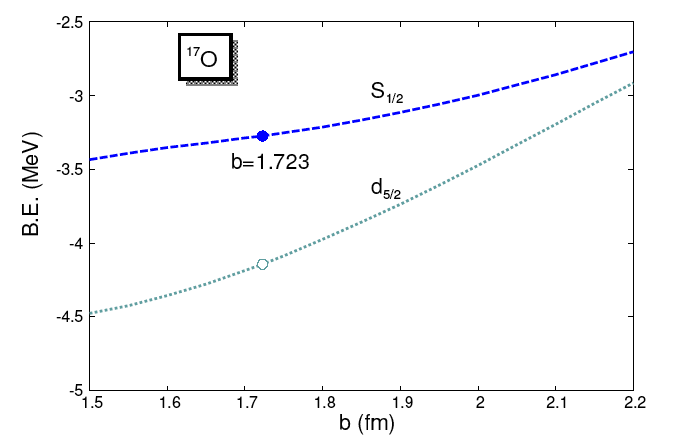 -2.5
¹⁷O
-3
S₁/₂
-3.5
b=1.723
d₅/₂
B.E. (MeV)
-4
-4.5
-5
1.5 1.6 1.7 1.8 1.9 2 2.1 2.2
b (fm)